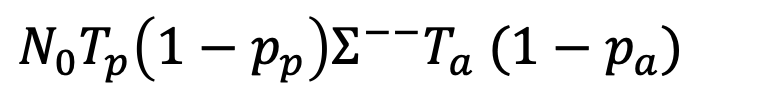 N₀Tₚ(1 − pₚ)Σ⁻⁻Tₐ (1 − pₐ)